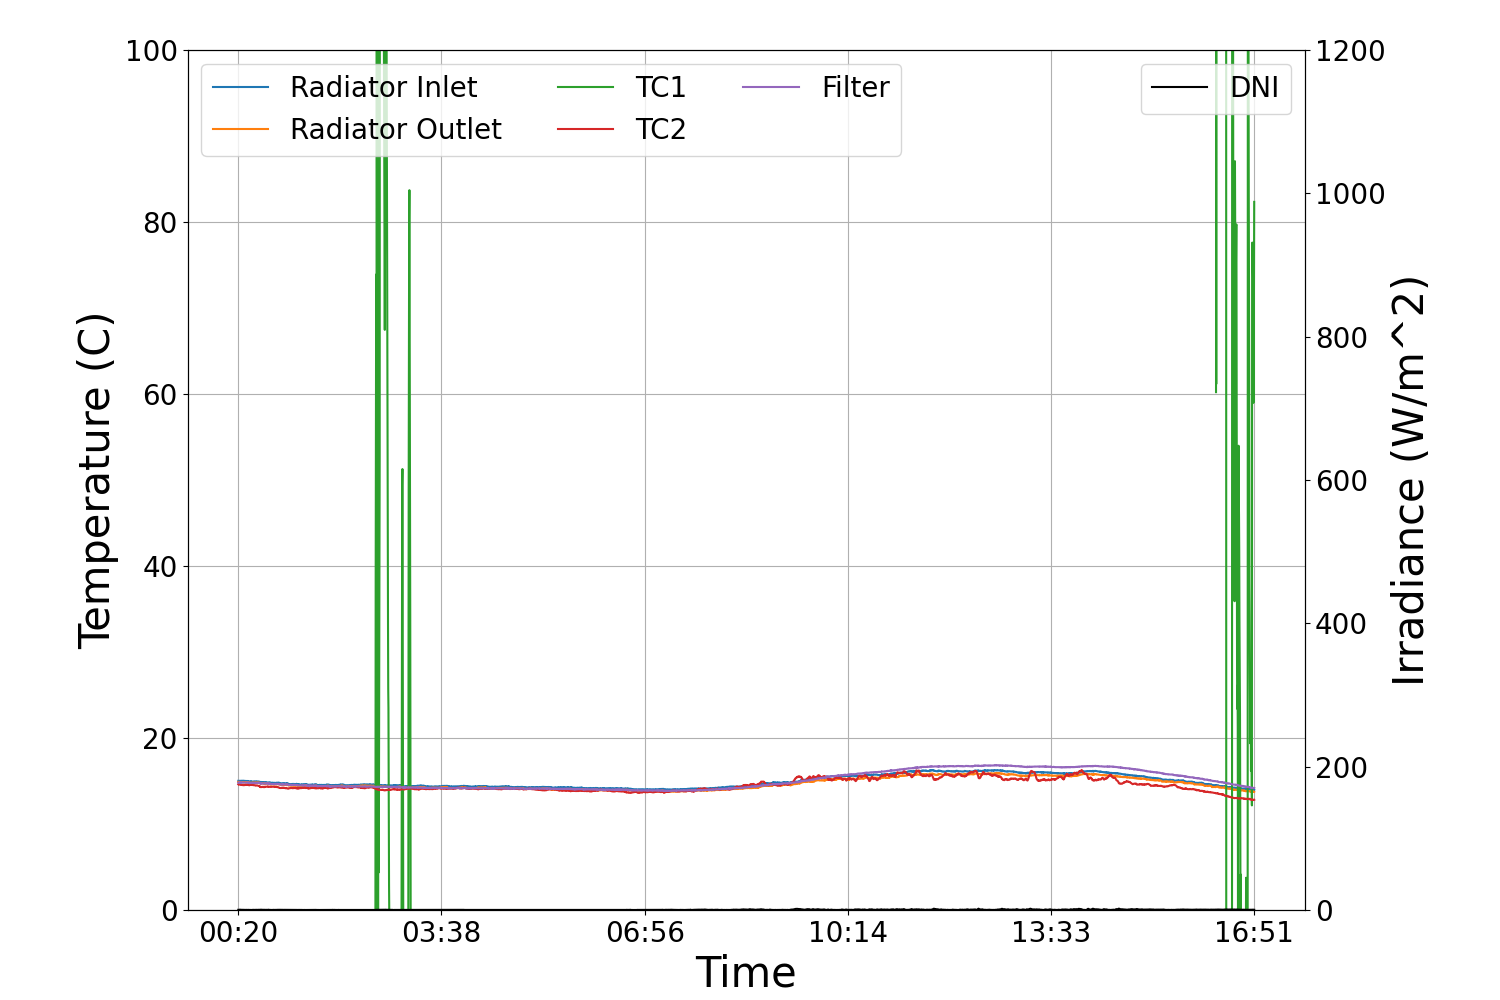 Radiator Inlet
Radiator Outlet
TC1
TC2
Filter
DNI
100
80
60
40
20
0
Temperature (C)
1200
1000
800
600
400
200
0
Irradiance (W/m^2)
00:20 03:38 06:56 10:14 13:33 16:51
Time